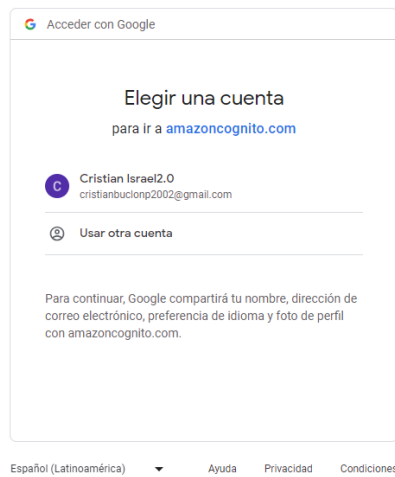 Acceder con Google
Elegir una cuenta
para ir a amazoncognito.com
C
Cristian Israel2.0
cristianbuclonp2002@gmail.com
Usar otra cuenta
Para continuar, Google compartirá tu nombre, dirección de
correo electrónico, preferencia de idioma y foto de perfil
con amazoncognito.com.
Español (Latinoamérica) Ayuda Privacidad Condiciones